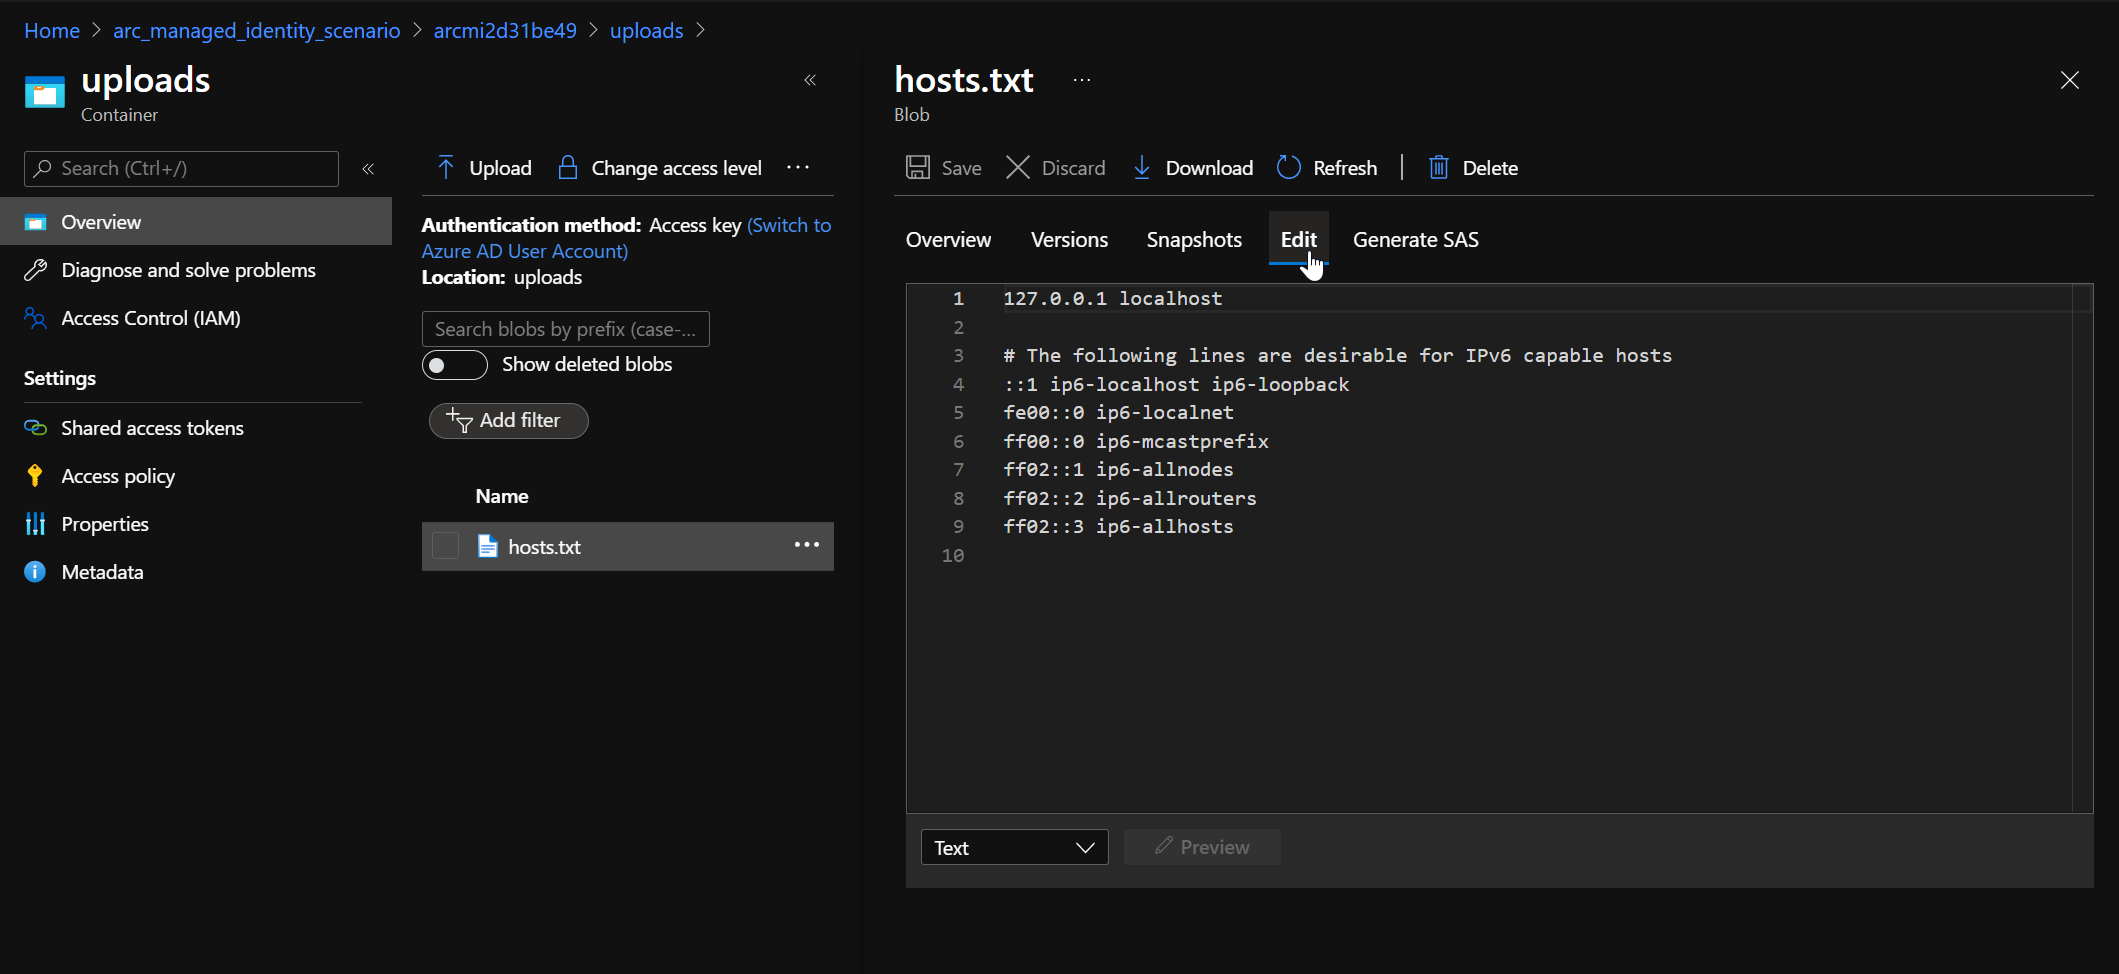 Home > arc_managed_identity_scenario > arcmi2d31be49 > uploads >
uploads
Container
Search (Ctrl+/)
Overview
Diagnose and solve problems
Access Control (IAM)
Settings
Shared access tokens
Access policy
Properties
Metadata
Upload Change access level ...
Authentication method: Access key (Switch to
Azure AD User Account)
Location: uploads
Search blobs by prefix (case-...
Show deleted blobs
Add filter
Name
hosts.txt ...
hosts.txt ...
Blob
Save Discard Download Refresh | Delete
Overview Versions Snapshots Edit Generate SAS
1 127.0.0.1 localhost
2
3 # The following lines are desirable for IPv6 capable hosts
4 ::1 ip6-localhost ip6-loopback
5 fe00::0 ip6-localnet
6 ff00::0 ip6-mcastprefix
7 ff02::1 ip6-allnodes
8 ff02::2 ip6-allrouters
9 ff02::3 ip6-allhosts
10
Text Preview